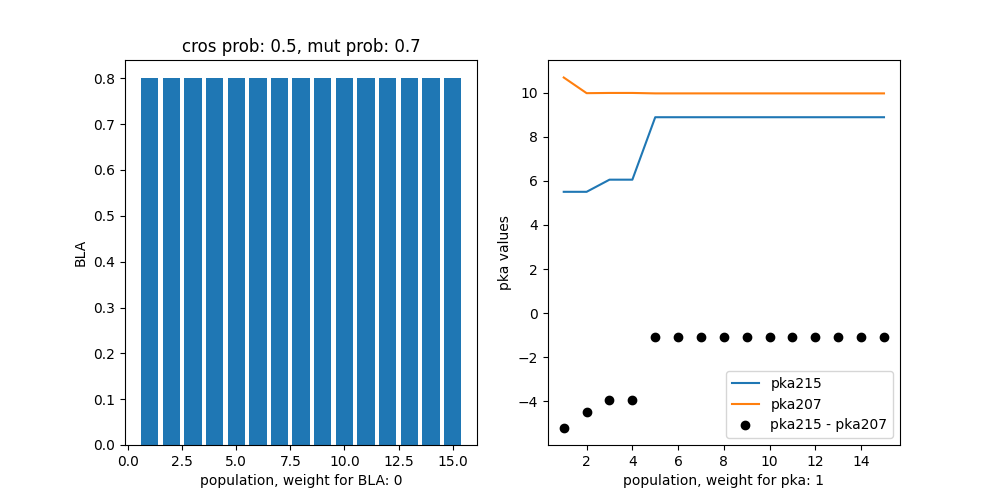 cros prob: 0.5, mut prob: 0.7
BLA
0.8
0.7
0.6
0.5
0.4
0.3
0.2
0.1
0.0
0.0 2.5 5.0 7.5 10.0 12.5 15.0
population, weight for BLA: 0
pka values
10
8
6
4
2
0
−2
−4
pka215
pka207
pka215 - pka207
2 4 6 8 10 12 14
population, weight for pka: 1